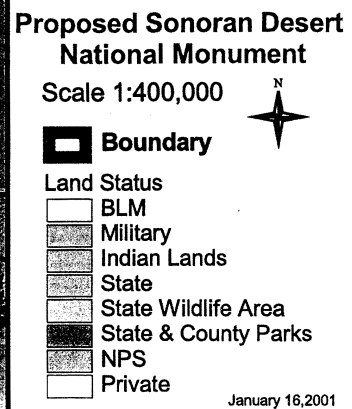 Proposed Sonoran Desert
National Monument
Scale 1:400,000
N
Boundary
Land Status
BLM
Military
Indian Lands
State
State Wildlife Area
State & County Parks
NPS
Private
January 16,2001